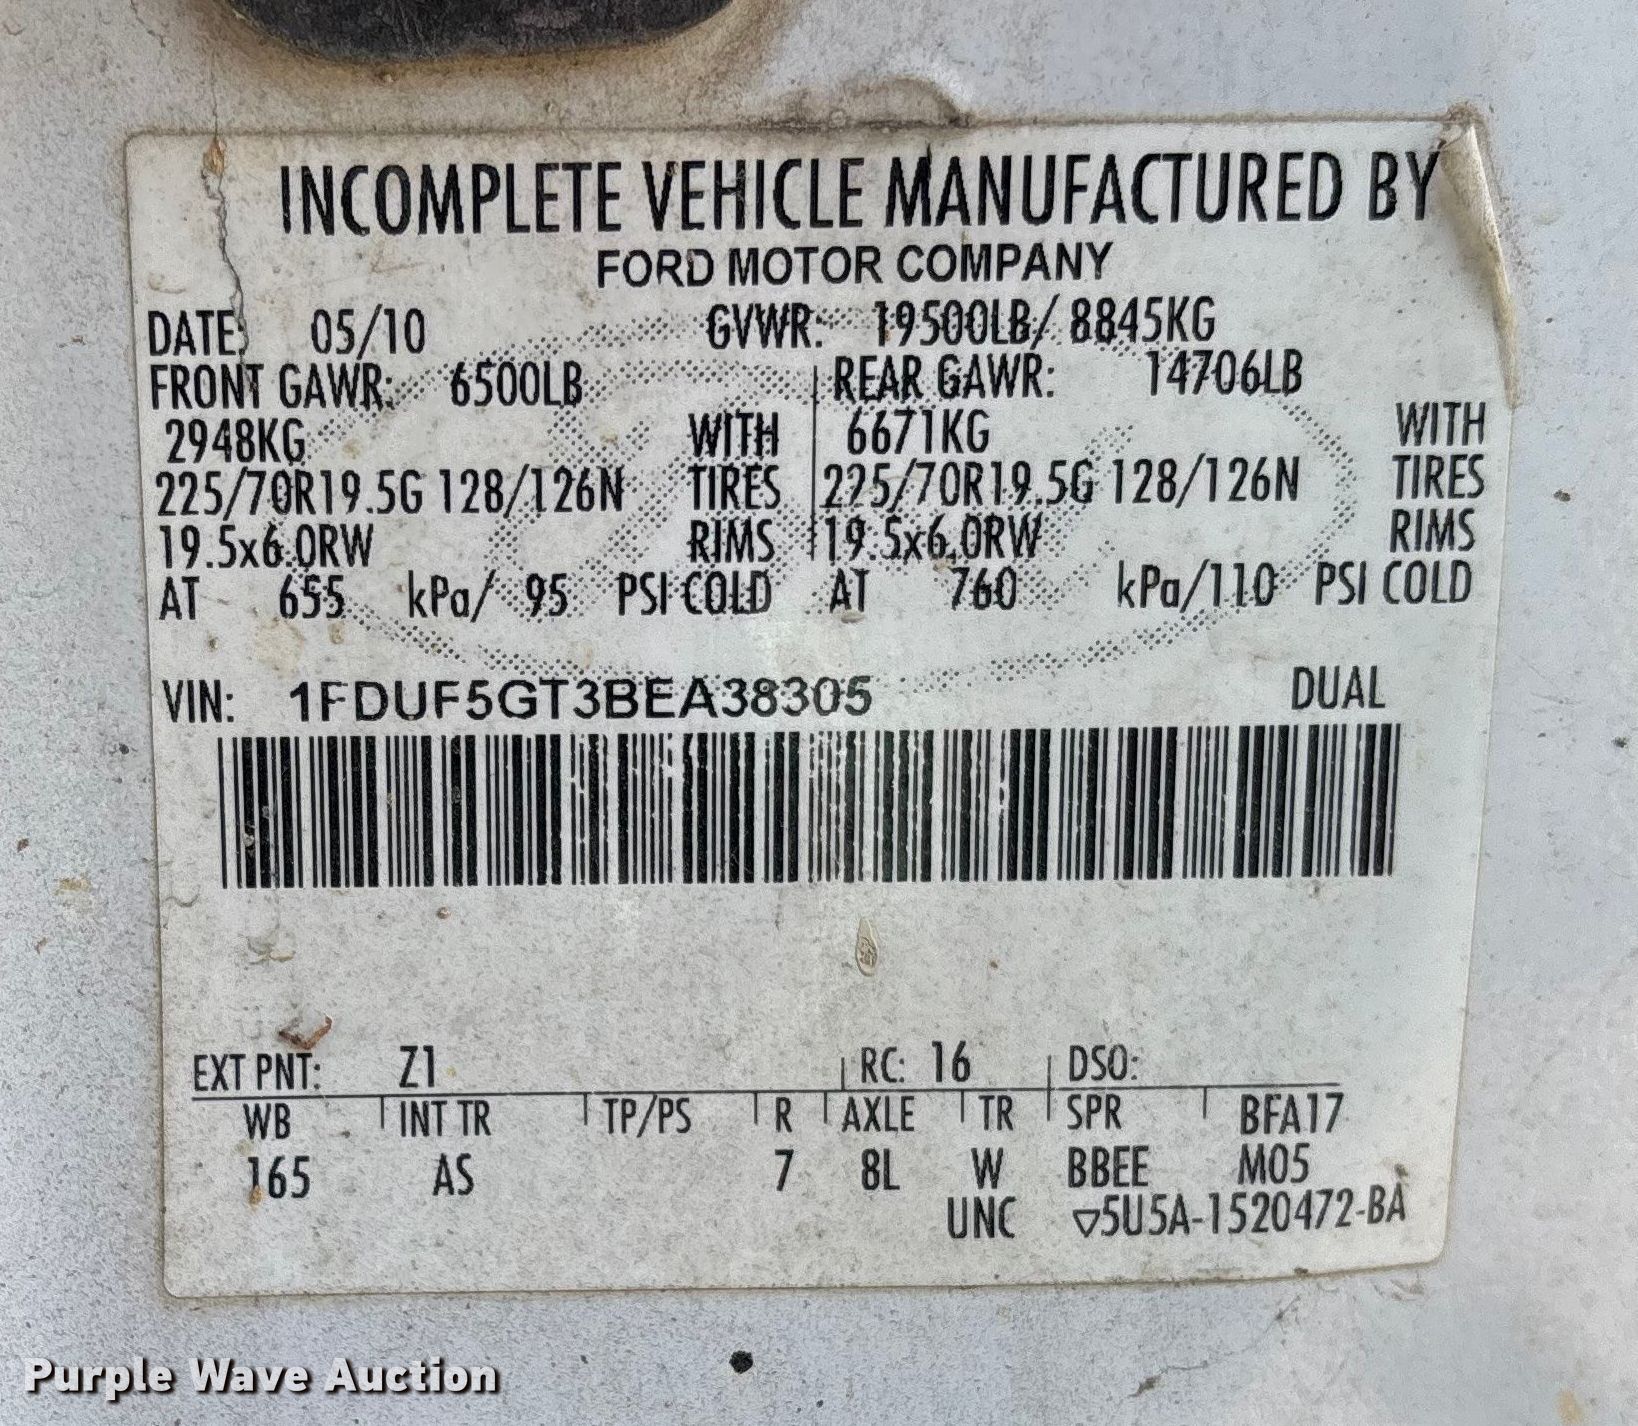 INCOMPLETE VEHICLE MANUFACTURED BY
FORD MOTOR COMPANY
DATE: 05/10 GVWR: 19500LB/ 8845KG
FRONT GAWR: 6500LB REAR GAWR: 14706LB
2948KG WITH 6671KG WITH
225/70R19.5G 128/126N TIRES 225/70R19.5G 128/126N TIRES
19.5x6.0RW RIMS 19.5x6.0RW RIMS
AT 655 kPa/ 95 PSI COLD AT 760 kPa/110 PSI COLD
VIN: 1FDUF5GT3BEA38305 DUAL
EXT PNT: Z1 RC: 16 DSO:
WB INT TR TP/PS R AXLE TR SPR BFA17
165 AS 7 8L W BBEE M05
UNC ▽5U5A-1520472-BA
Purple Wave Auction